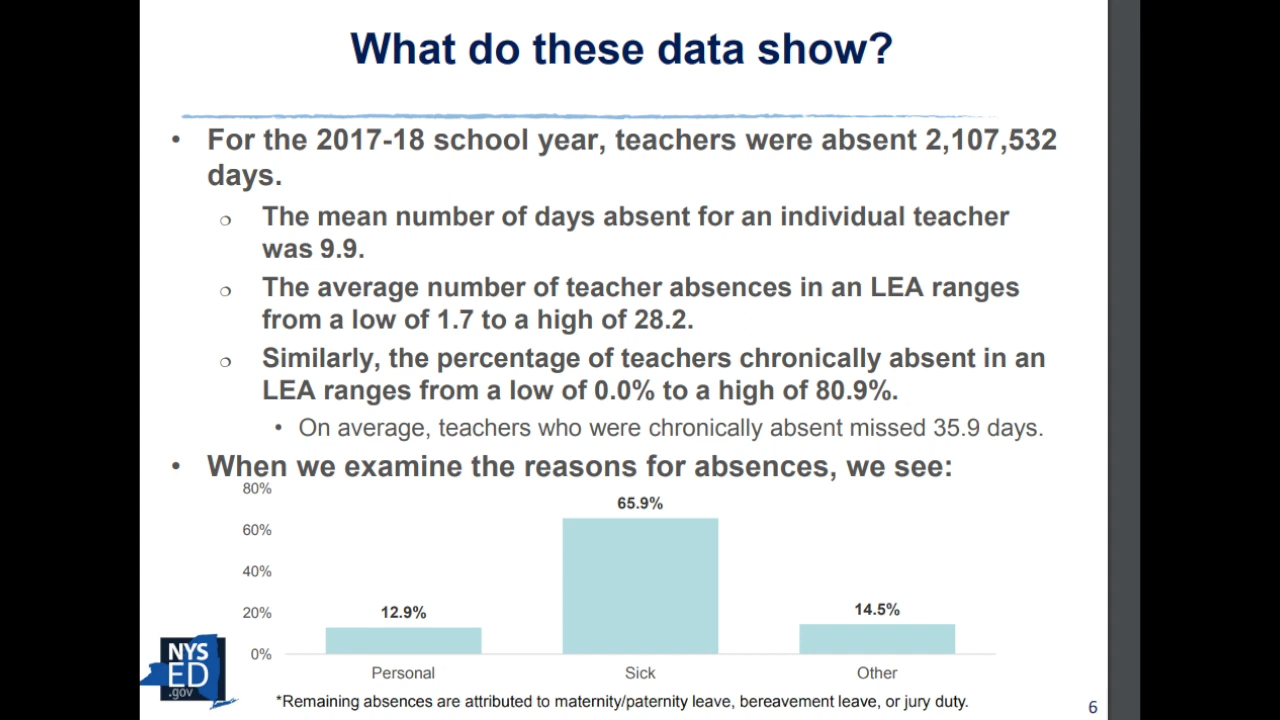 What do these data show?
• For the 2017-18 school year, teachers were absent 2,107,532
days.
○ The mean number of days absent for an individual teacher
was 9.9.
○ The average number of teacher absences in an LEA ranges
from a low of 1.7 to a high of 28.2.
○ Similarly, the percentage of teachers chronically absent in an
LEA ranges from a low of 0.0% to a high of 80.9%.
• On average, teachers who were chronically absent missed 35.9 days.
• When we examine the reasons for absences, we see:
80%
60%
40%
20%
0%
12.9%
65.9%
14.5%
Personal
Sick
Other
NYS
ED
.gov
*Remaining absences are attributed to maternity/paternity leave, bereavement leave, or jury duty.
6